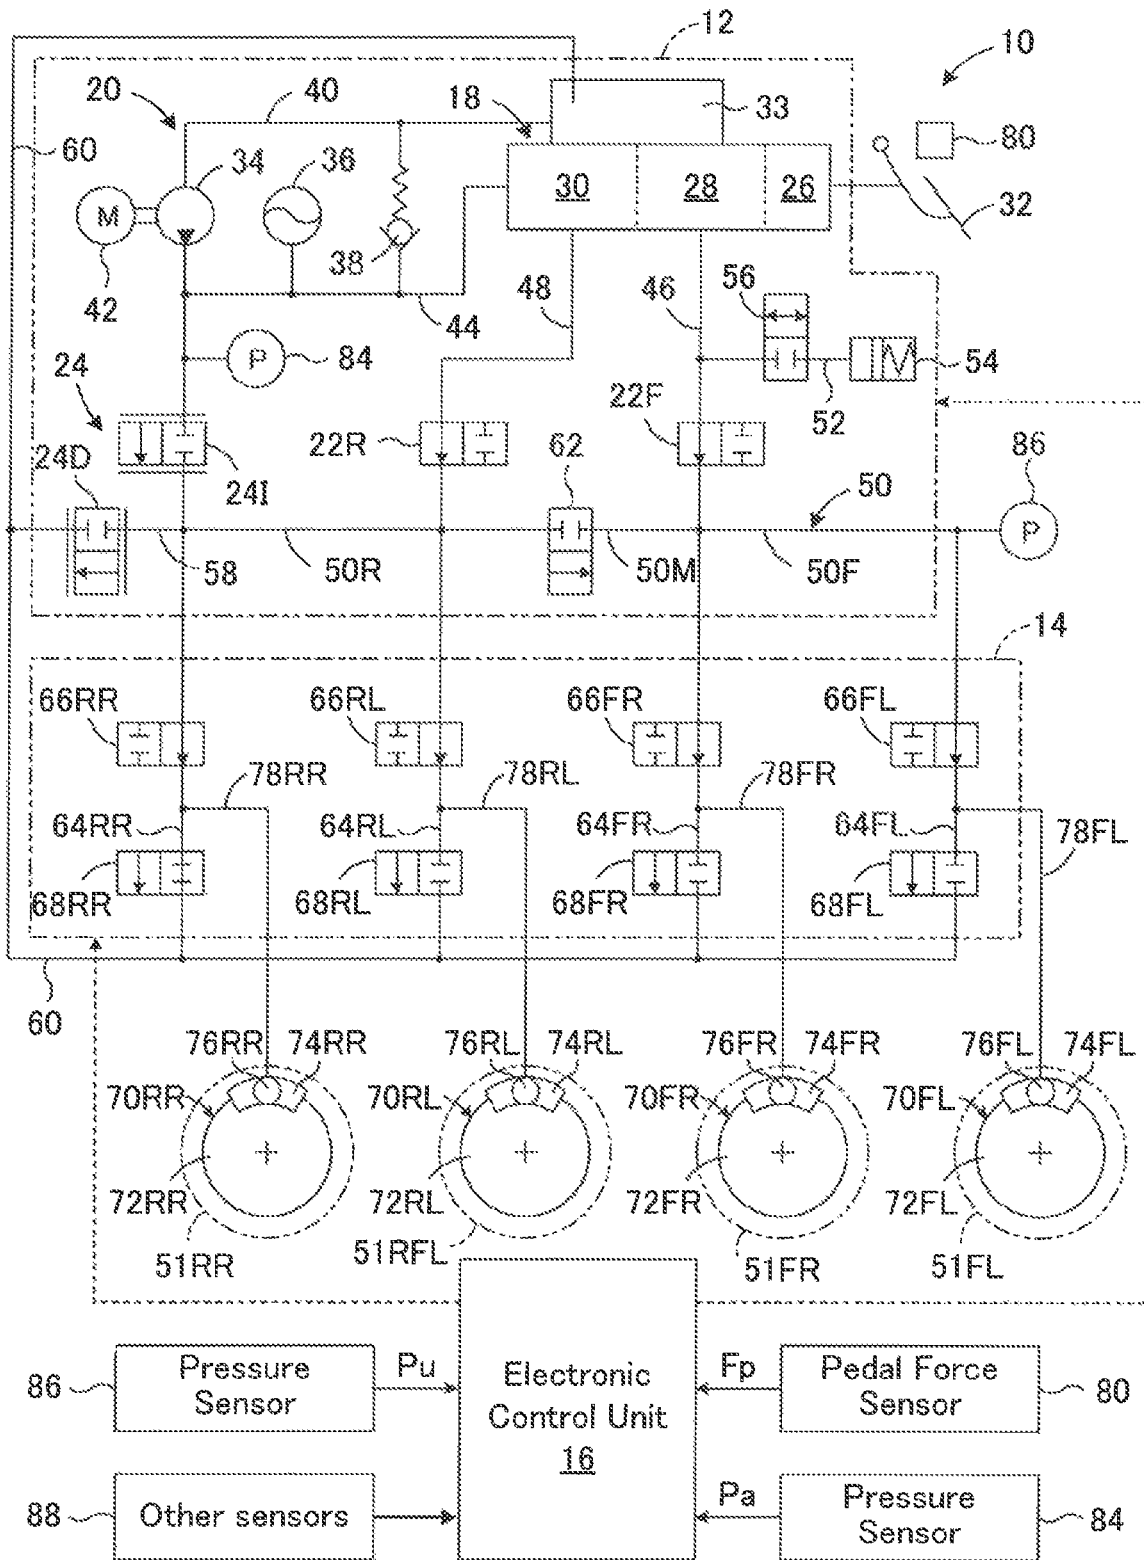 12
10
20
40
18
33
80
60
34
36
30
28
26
32
M
38
42
44
48
46
56
P
84
54
24
52
22R
22F
62
86
24D
24I
50
P
58
50R
50M
50F
14
66RR
66RL
66FR
66FL
78RR
78RL
78FR
64RR
64RL
64FR
64FL
78FL
68RR
68RL
68FR
68FL
60
76RR
74RR
76RL
74RL
76FR
74FR
76FL
74FL
70RR
70RL
70FR
70FL
72RR
72RL
72FR
72FL
51RR
51RFL
51FR
51FL
86
Pressure
Sensor
Pu
Electronic
Control Unit
16
Fp
Pedal Force
Sensor
80
88
Other sensors
Pa
Pressure
Sensor
84